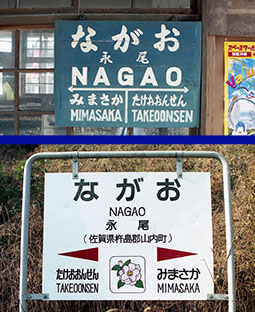 ながお
永尾
NAGAO
みまさか たけおおんせん
MIMASAKA TAKEOONSEN
ながお
NAGAO
永尾
(佐賀県杵島郡山内町)
たけおおんせん みまさか
TAKEOONSEN MIMASAKA